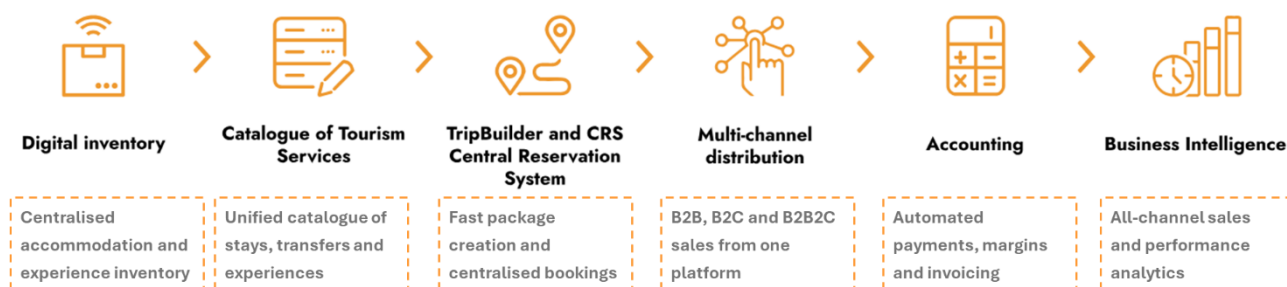 Digital inventory
Centralised
accommodation and
experience inventory
Catalogue of Tourism
Services
Unified catalogue of
stays, transfers and
experiences
TripBuilder and CRS
Central Reservation
System
Fast package
creation and
centralised bookings
Multi-channel
distribution
B2B, B2C and B2B2C
sales from one
platform
Accounting
Automated
payments, margins
and invoicing
Business Intelligence
All-channel sales
and performance
analytics